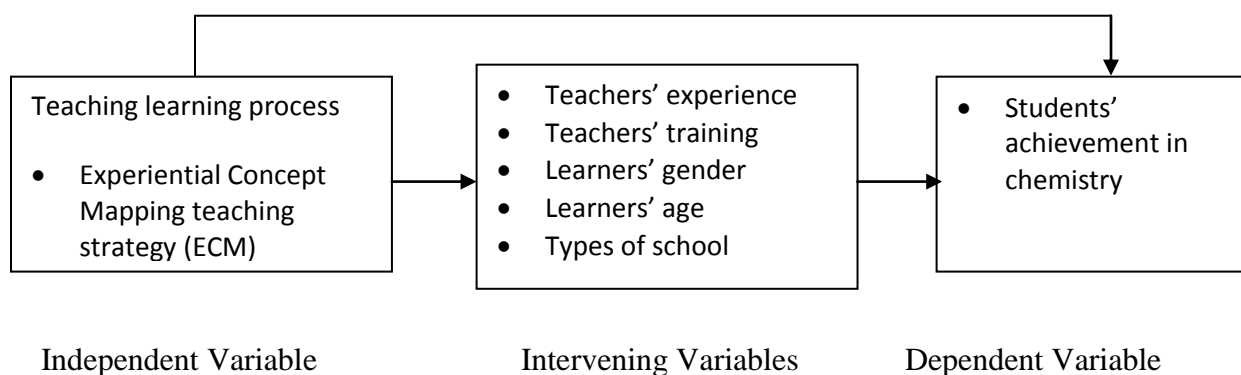 Teaching learning process
• Experiential Concept
Mapping teaching
strategy (ECM)
• Teachers’ experience
• Teachers’ training
• Learners’ gender
• Learners’ age
• Types of school
• Students’
achievement in
chemistry
Independent Variable
Intervening Variables
Dependent Variable